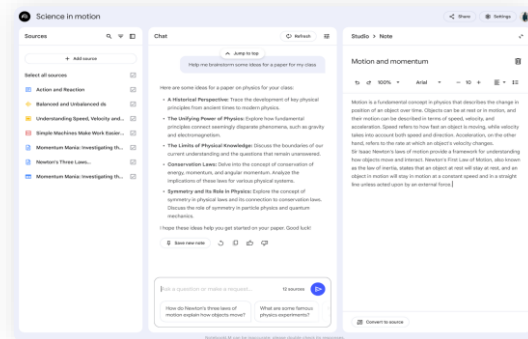 Science in motion
Share
Settings
Sources
+ Add source
Select all sources
Action and Reaction
Balanced and Unbalanced ds
Understanding Speed, Velocity and...
Simple Machines Make Work Easier...
Momentum Mania: Investigating th...
Newton's Three Laws...
Momentum Mania: Investigating th...
Chat
Refresh
Jump to top
Help me brainstorm some ideas for a paper for my class
Here are some ideas for a paper on physics for your class:
• A Historical Perspective: Trace the development of key physical
principles from ancient times to modern physics.
• The Unifying Power of Physics: Explore how fundamental
principles connect seemingly disparate phenomena, such as gravity
and electromagnetism.
• The Limits of Physical Knowledge: Discuss the boundaries of our
current understanding and the questions that remain unanswered.
• Conservation Laws: Delve into the concept of conservation of
energy, momentum, and angular momentum. Analyze the
implications of these laws for various physical systems.
• Symmetry and Its Role in Physics: Explore the concept of
symmetry in physical laws and its connection to conservation laws.
Discuss the role of symmetry in particle physics and quantum
mechanics.
I hope these ideas help you get started on your paper. Good luck!
Save new note
Ask a question or make a request...
12 sources
How do Newton's three laws of
motion explain how objects move?
What are some famous
physics experiments?
Studio > Note
Motion and momentum
100%
Arial
– 10 +
Motion is a fundamental concept in physics that describes the change in
position of an object over time. Objects can be at rest or in motion, and
their motion can be described in terms of speed, velocity, and
acceleration. Speed refers to how fast an object is moving, while velocity
takes into account both speed and direction. Acceleration, on the other
hand, refers to the rate at which an object's velocity changes.
Sir Isaac Newton's laws of motion provide a framework for understanding
how objects move and interact. Newton's First Law of Motion, also known
as the law of inertia, states that an object at rest will stay at rest, and an
object in motion will stay in motion at a constant speed and in a straight
line unless acted upon by an external force.
Convert to source